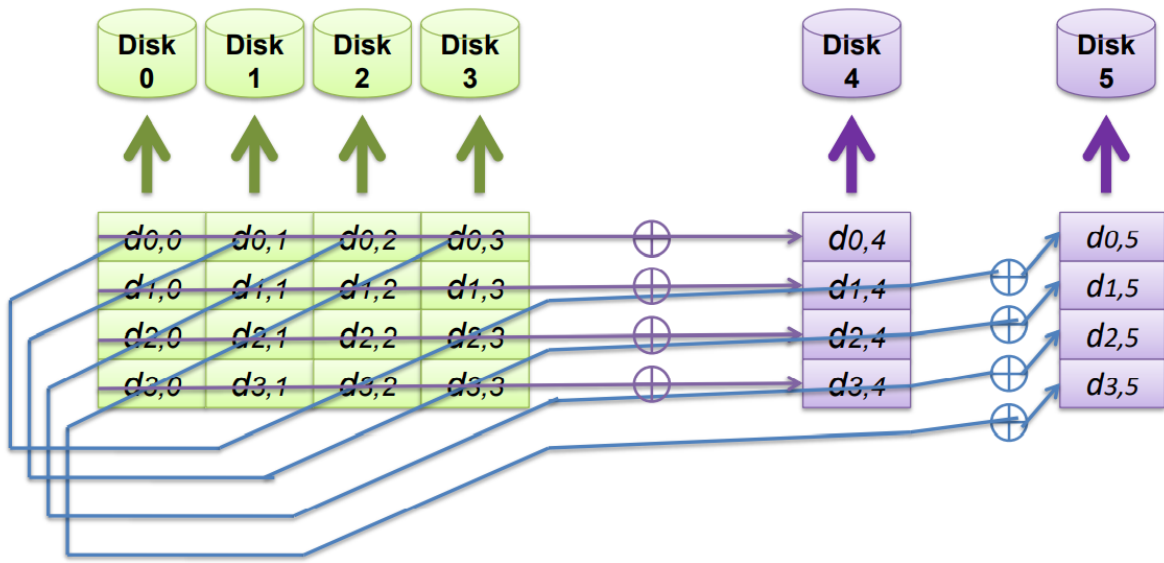 Disk 0 Disk 1 Disk 2 Disk 3 Disk 4 Disk 5
d0,0 d0,1 d0,2 d0,3 d0,4 d0,5
d1,0 d1,1 d1,2 d1,3 d1,4 d1,5
d2,0 d2,1 d2,2 d2,3 d2,4 d2,5
d3,0 d3,1 d3,2 d3,3 d3,4 d3,5